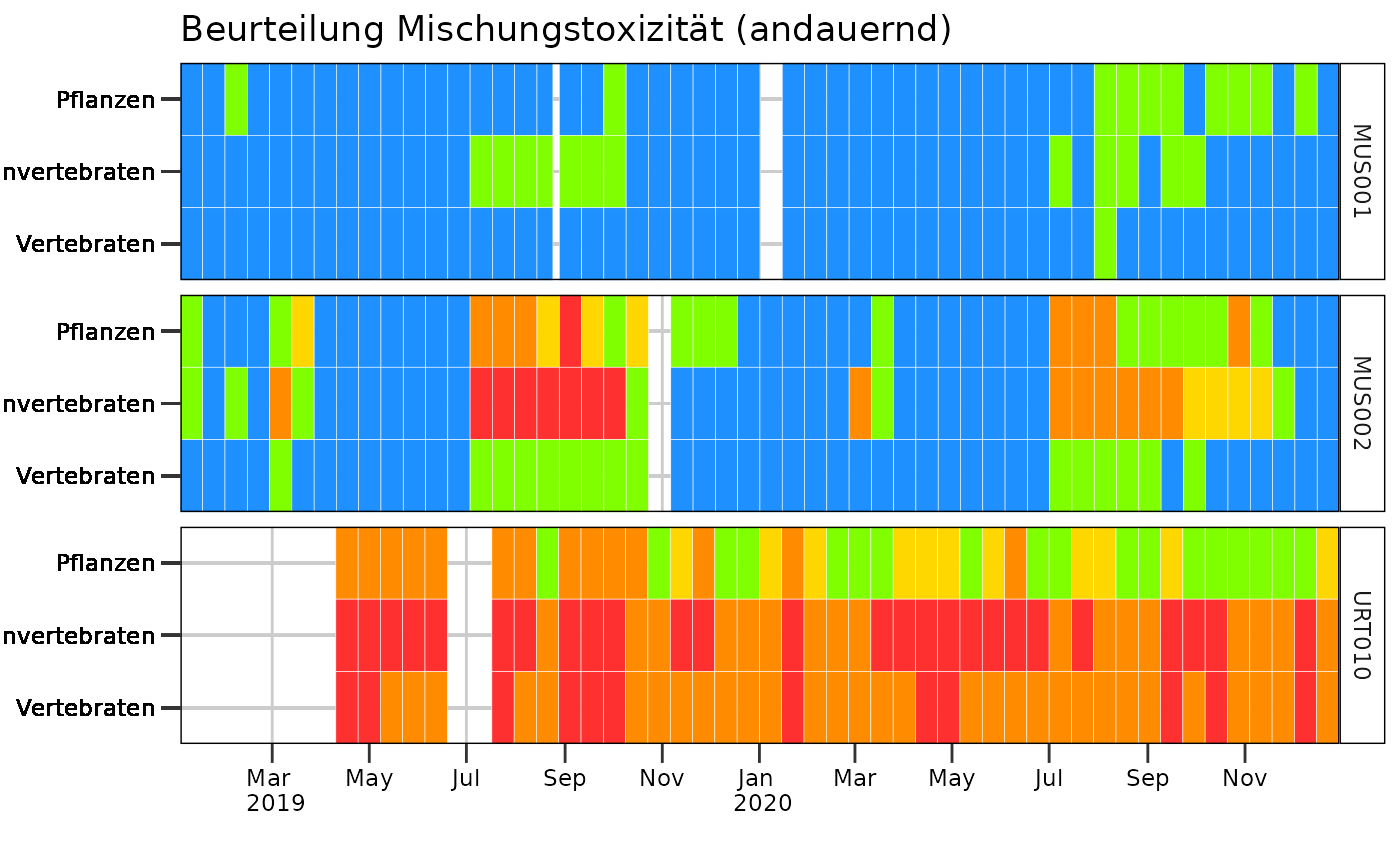 Beurteilung Mischungstoxizität (andauernd)
Pflanzen
nvertebraten
Vertebraten
MUS001
Pflanzen
nvertebraten
Vertebraten
MUS002
Pflanzen
nvertebraten
Vertebraten
URT010
Mar May Jul Sep Nov Jan Mar May Jul Sep Nov
2019 2020